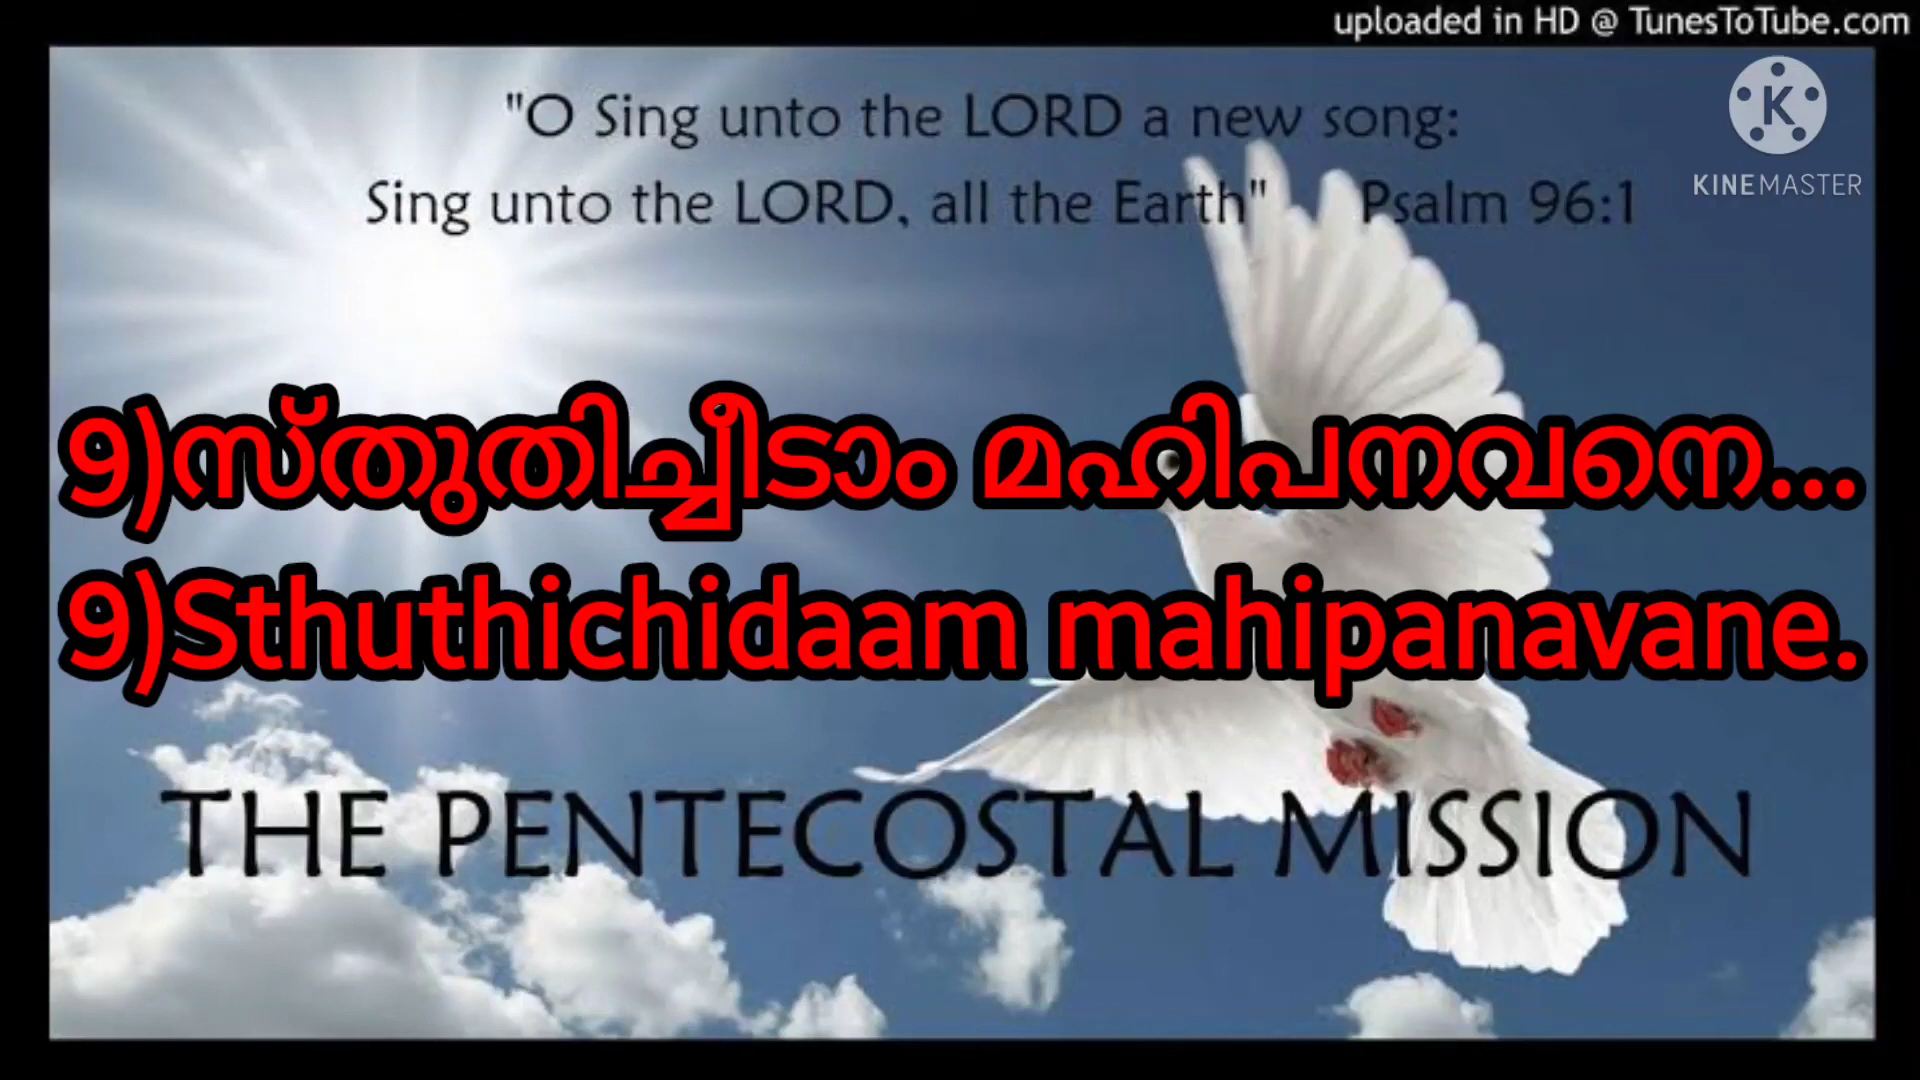 uploaded in HD @ TunesToTube.com
"O Sing unto the LORD a new song:
Sing unto the LORD, all the Earth" Psalm 96:1
K
KINEMASTER
9)സ്തുതിച്ചീടാം മഹിപനവനെ...
9)Sthuthichidaam mahipanavane.
THE PENTECOSTAL MISSION